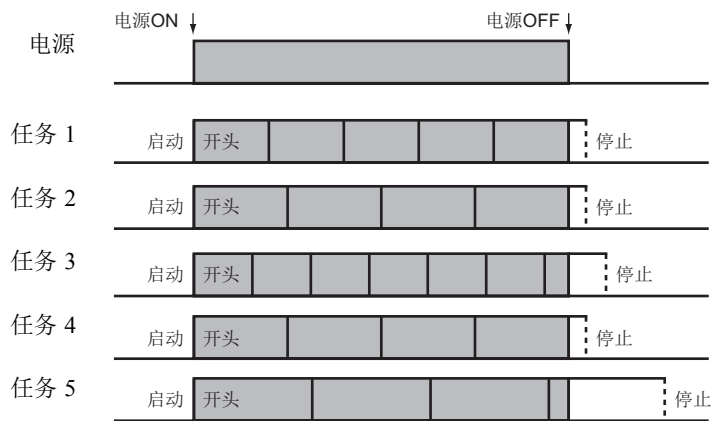 电源ON 电源OFF
电源
任务 1
启动 开头 停止
任务 2
启动 开头 停止
任务 3
启动 开头 停止
任务 4
启动 开头 停止
任务 5
启动 开头 停止